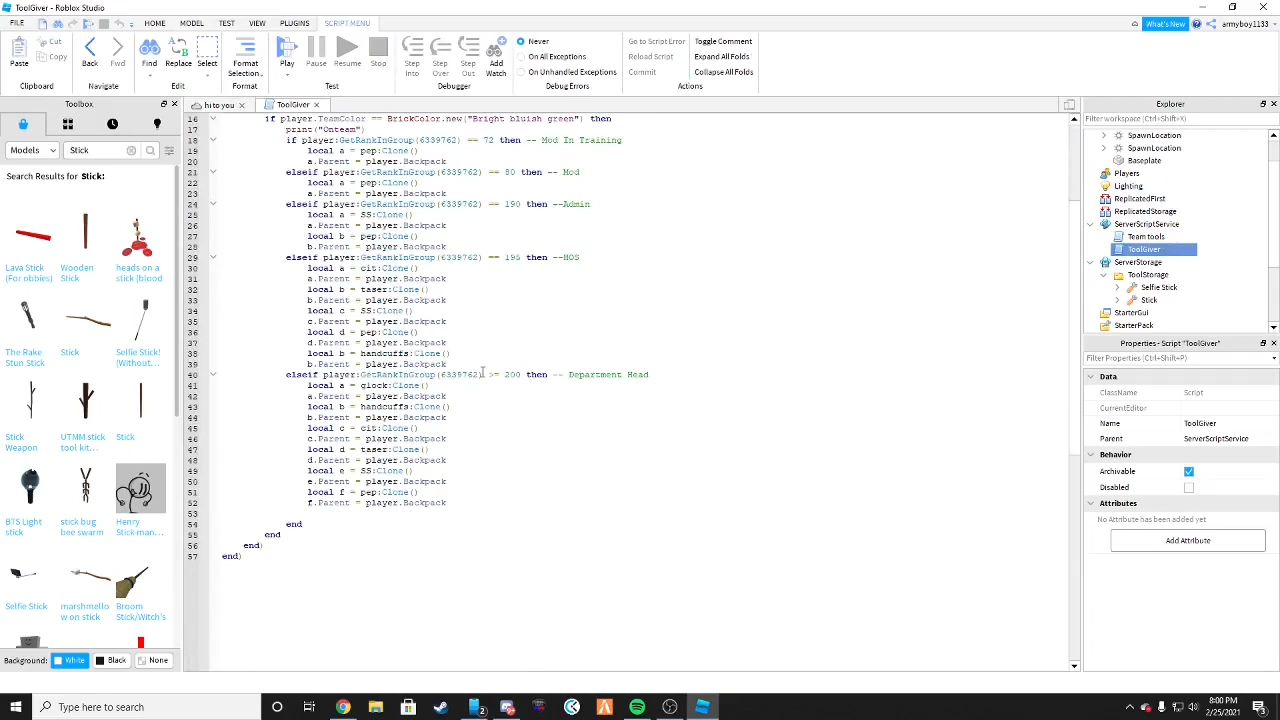 ToolGiver - Roblox Studio
FILE HOME MODEL TEST VIEW PLUGINS SCRIPT MENU What's New armyboy1133
Paste Cut Copy Back Fwd Find Replace Select Format Selection Play Pause Resume Stop Step Into Step Over Step Out Add Watch
Never
On All Exceptions
On Unhandled Exceptions
Go to Script Error
Reload Script
Commit
Toggle Comment
Expand All Folds
Collapse All Folds
Clipboard Navigate Edit Format Test Debugger Debug Errors Actions
Toolbox
Models Stick
Search Results for Stick:
Lava Stick (For obbies)
Wooden Stick
heads on a stick (blood
The Rake Stun Stick
Stick
Selfie Stick! (Without...
Stick Weapon
UTMM stick tool kit...
Stick
BTS Light stick
stick bug bee swarm
Henry Stick-man...
Selfie Stick
marshmellow on stick
Broom Stick/Witch's
Background: White Black None
hi to you ToolGiver
16 if player.TeamColor == BrickColor.new("Bright bluish green") then
17 print("Onteam")
18 if player:GetRankInGroup(6339762) == 72 then -- Mod In Training
19 local a = pep:Clone()
20 a.Parent = player.Backpack
21 elseif player:GetRankInGroup(6339762) == 80 then -- Mod
22 local a = pep:Clone()
23 a.Parent = player.Backpack
24 elseif player:GetRankInGroup(6339762) == 190 then --Admin
25 local a = SS:Clone()
26 a.Parent = player.Backpack
27 local b = pep:Clone()
28 b.Parent = player.Backpack
29 elseif player:GetRankInGroup(6339762) == 195 then --HOS
30 local a = cit:Clone()
31 a.Parent = player.Backpack
32 local b = taser:Clone()
33 b.Parent = player.Backpack
34 local c = SS:Clone()
35 c.Parent = player.Backpack
36 local d = pep:Clone()
37 d.Parent = player.Backpack
38 local b = handcuffs:Clone()
39 b.Parent = player.Backpack
40 elseif player:GetRankInGroup(6339762) >= 200 then -- Department Head
41 local a = glock:Clone()
42 a.Parent = player.Backpack
43 local b = handcuffs:Clone()
44 b.Parent = player.Backpack
45 local c = cit:Clone()
46 c.Parent = player.Backpack
47 local d = taser:Clone()
48 d.Parent = player.Backpack
49 local e = SS:Clone()
50 e.Parent = player.Backpack
51 local f = pep:Clone()
52 f.Parent = player.Backpack
53
54 end
55 end
56 end)
57 end)
Explorer
Filter workspace (Ctrl+Shift+X)
SpawnLocation
SpawnLocation
Baseplate
Players
Lighting
ReplicatedFirst
ReplicatedStorage
ServerScriptService
Team tools
ToolGiver
ServerStorage
ToolStorage
Selfie Stick
Stick
StarterGui
StarterPack
Properties - Script "ToolGiver"
Filter Properties (Ctrl+Shift+P)
Data
ClassName Script
CurrentEditor
Name ToolGiver
Parent ServerScriptService
Behavior
Archivable
Disabled
Attributes
No Attribute has been added yet
Add Attribute
Type here to search
2
8:00 PM
2/25/2021